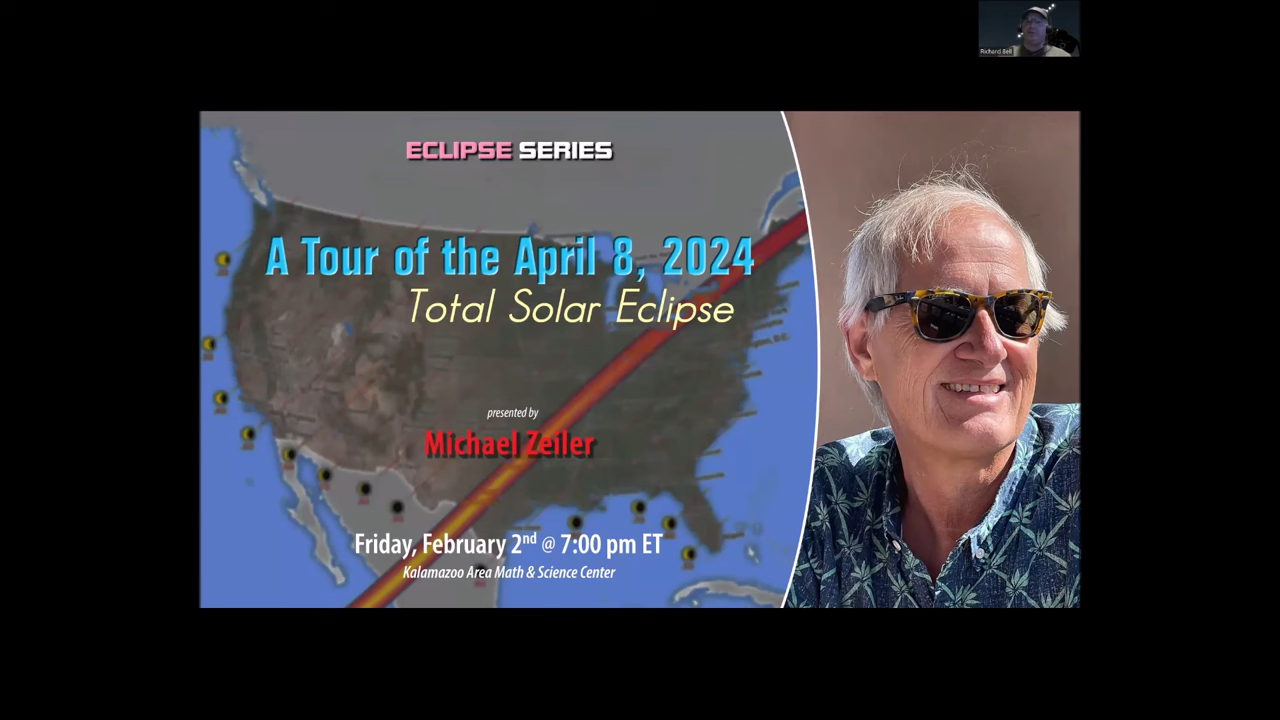 Richard Bell
ECLIPSE SERIES
A Tour of the April 8, 2024
Total Solar Eclipse
presented by
Michael Zeiler
Friday, February 2nd @ 7:00 pm ET
Kalamazoo Area Math & Science Center